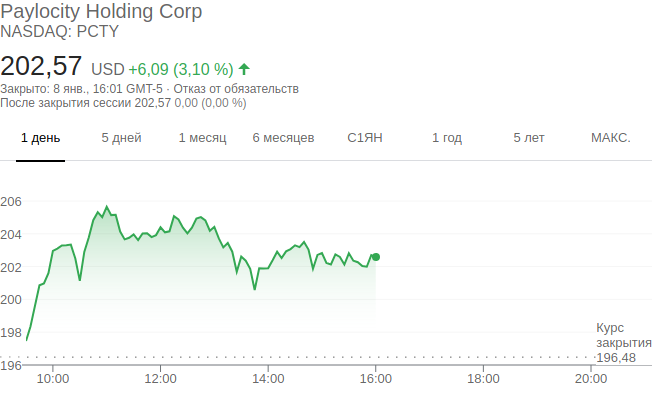 Paylocity Holding Corp
NASDAQ: PCTY
202,57 USD +6,09 (3,10 %)
Закрыто: 8 янв., 16:01 GMT-5 · Отказ от обязательств
После закрытия сессии 202,57 0,00 (0,00 %)
1 день 5 дней 1 месяц 6 месяцев С1ЯН 1 год 5 лет МАКС.
206
204
202
200
198
Курс
закрытия
196,48
196
10:00 12:00 14:00 16:00 18:00 20:00